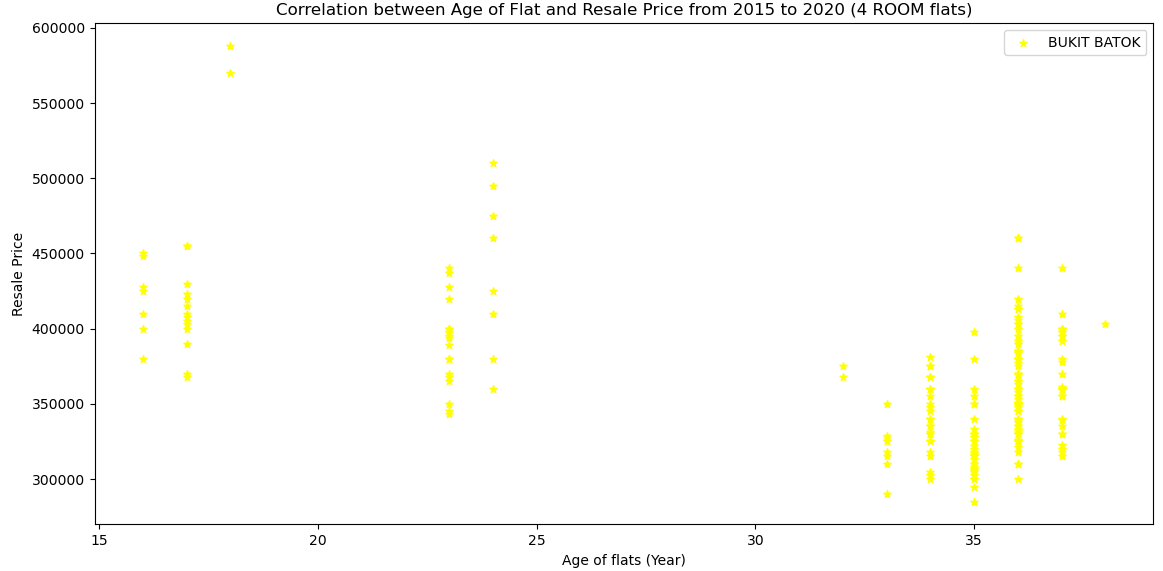 Correlation between Age of Flat and Resale Price from 2015 to 2020 (4 ROOM flats)
BUKIT BATOK
600000
550000
500000
450000
400000
350000
300000
Resale Price
15 20 25 30 35
Age of flats (Year)